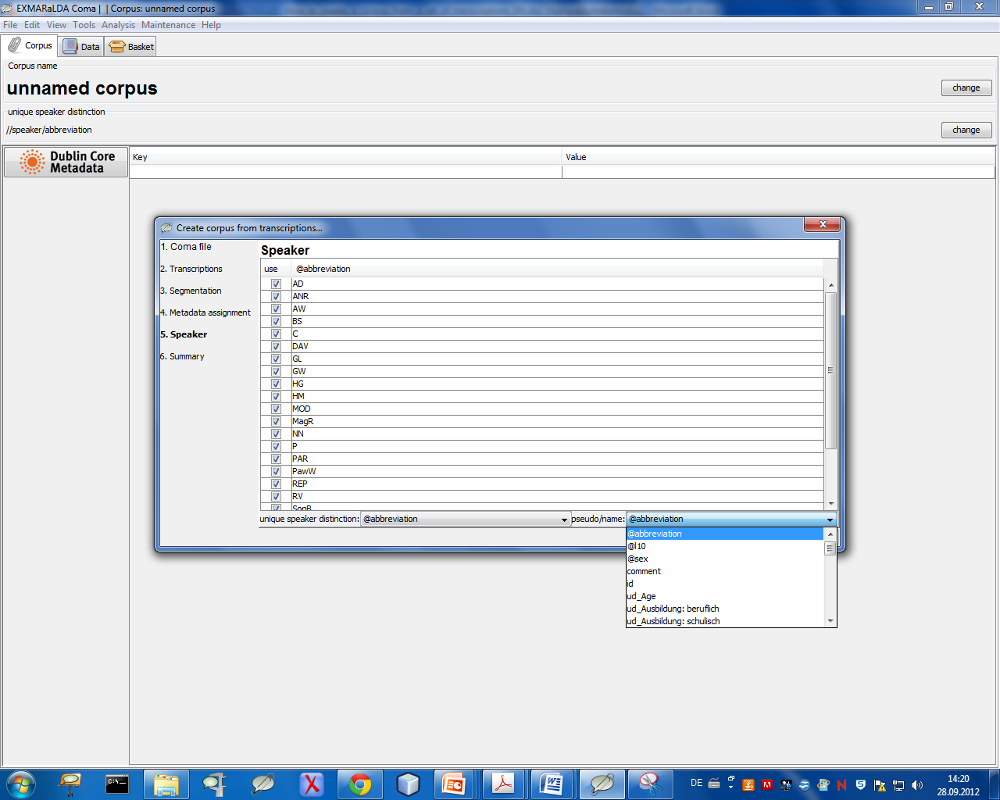 EXMARaLDA Coma | | Corpus: unnamed corpus
File Edit View Tools Analysis Maintenance Help
Corpus Data Basket
Corpus name
unnamed corpus
change
unique speaker distinction
//speaker/abbreviation
change
Dublin Core
Metadata
Key Value
Create corpus from transcriptions...
1. Coma file
2. Transcriptions
3. Segmentation
4. Metadata assignment
5. Speaker
6. Summary
Speaker
use @abbreviation
AD
ANR
AW
BS
C
DAV
GL
GW
HG
HM
MOD
MagR
NN
P
PAR
PawW
REP
RV
SopB
unique speaker distinction: @abbreviation pseudo/name: @abbreviation
@abbreviation
@l10
@sex
comment
id
ud_Age
ud_Ausbildung: beruflich
ud_Ausbildung: schulisch
C:\_
DE
14:20
28.09.2012